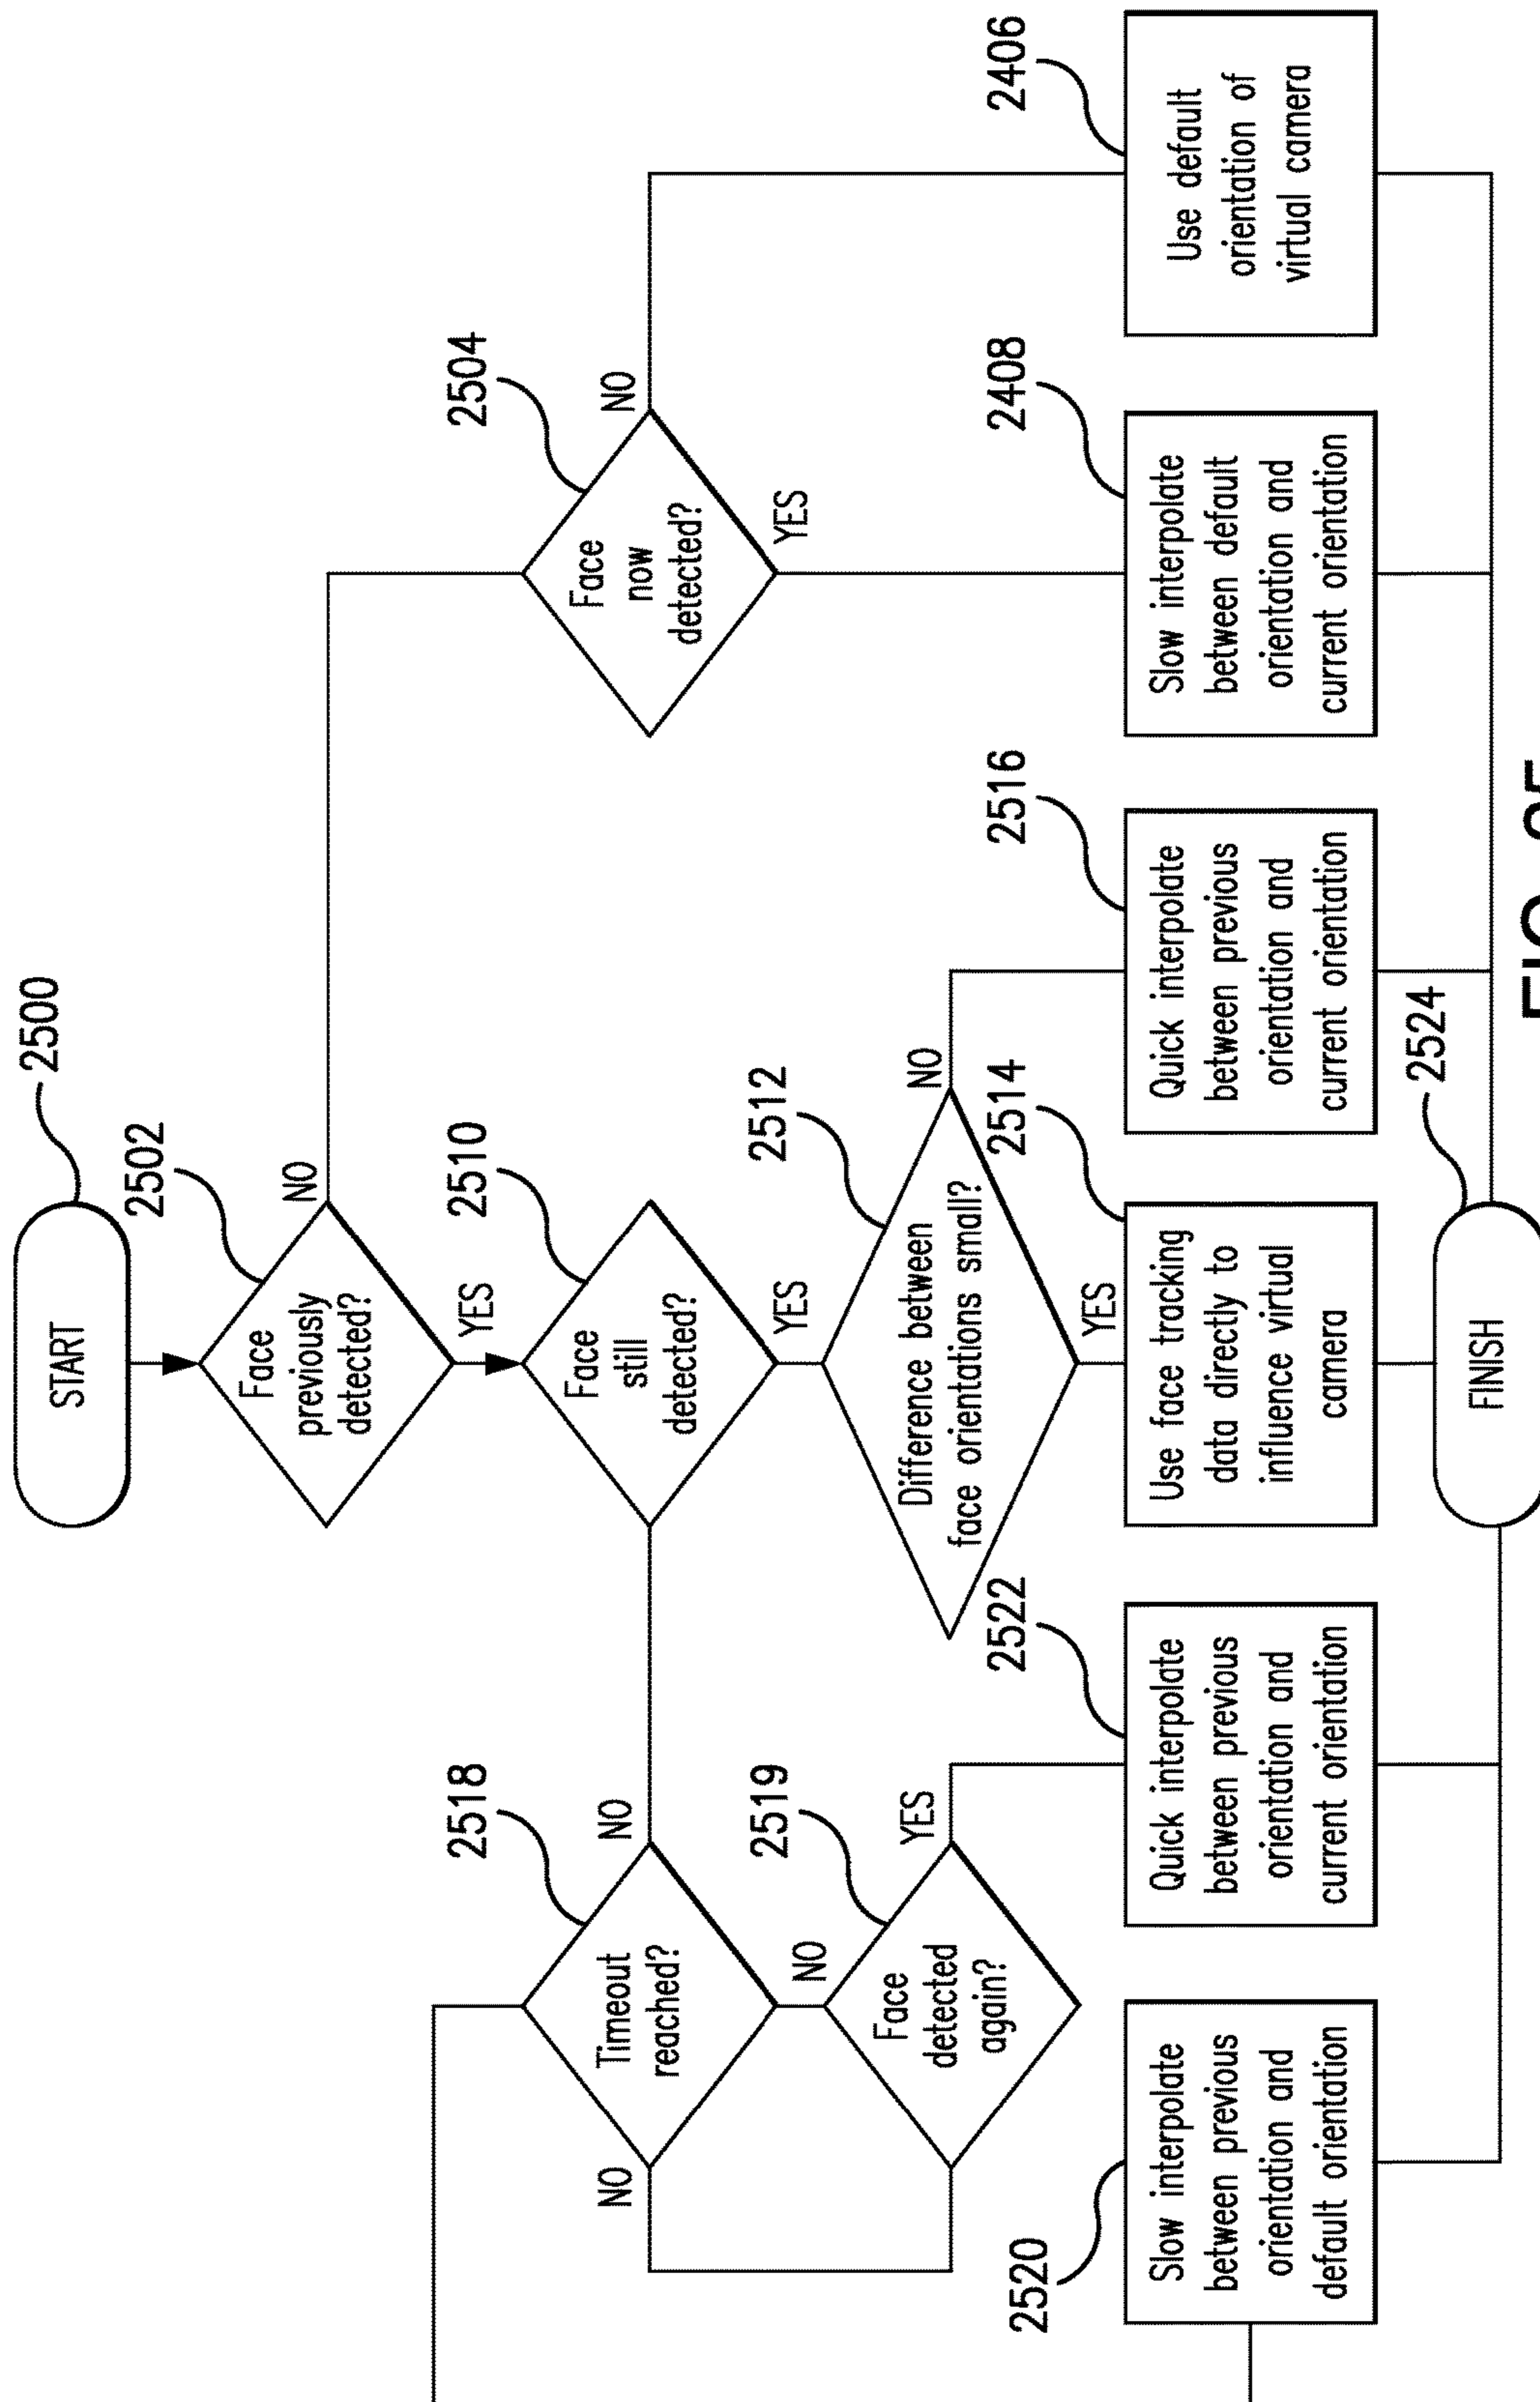 START
2500
Face
previously
detected?
2502
NO
YES
Face
still
detected?
2510
YES
Face
now
detected?
2504
NO
YES
Timeout
reached?
2518
NO
NO
NO
Face
detected
again?
2519
YES
Difference between
face orientations small?
2512
NO
YES
Slow interpolate
between previous
orientation and
default orientation
2520
Quick interpolate
between previous
orientation and
current orientation
2522
Use face tracking
data directly to
influence virtual
camera
2514
Quick interpolate
between previous
orientation and
current orientation
2516
Slow interpolate
between default
orientation and
current orientation
2408
Use default
orientation of
virtual camera
2406
FINISH
2524